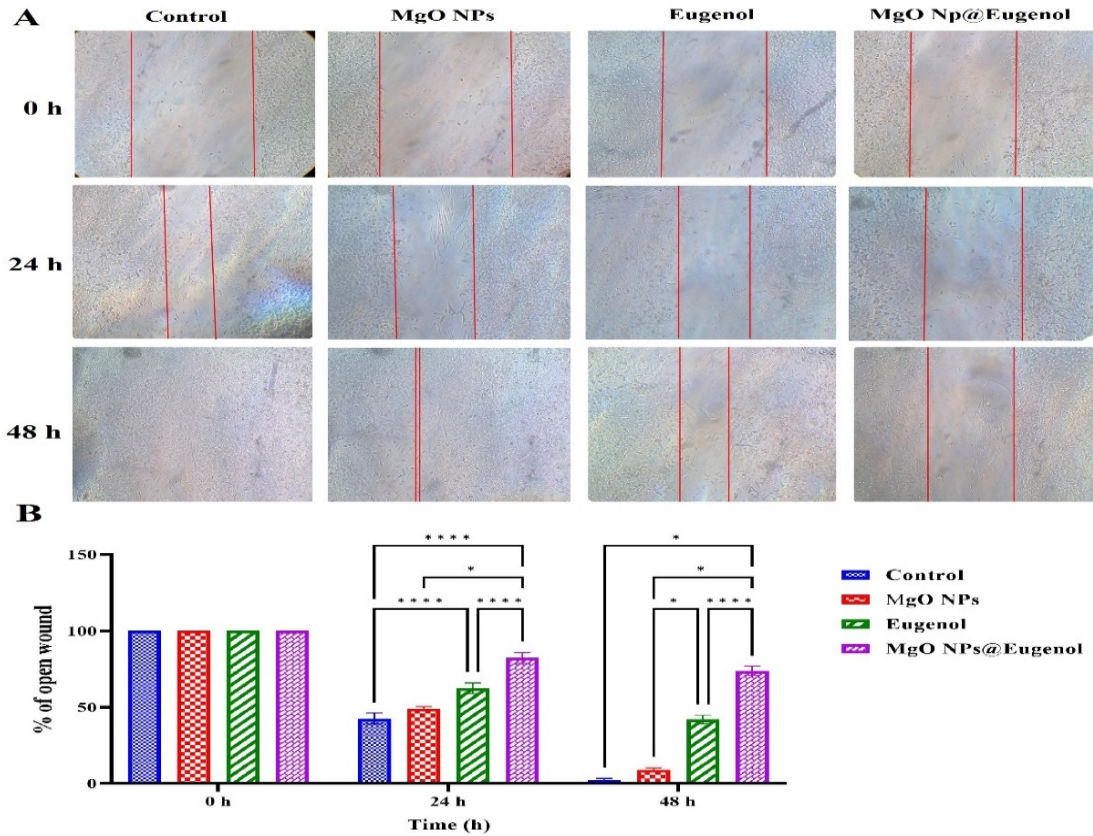 A
Control
MgO NPs
Eugenol
MgO Np@Eugenol
0 h
24 h
48 h
B
% of open wound
150
100
50
0
* * * *
*
* * * *
* * * *
*
*
*
* * * *
0 h
24 h
48 h
Time (h)
Control
MgO NPs
Eugenol
MgO NPs@Eugenol